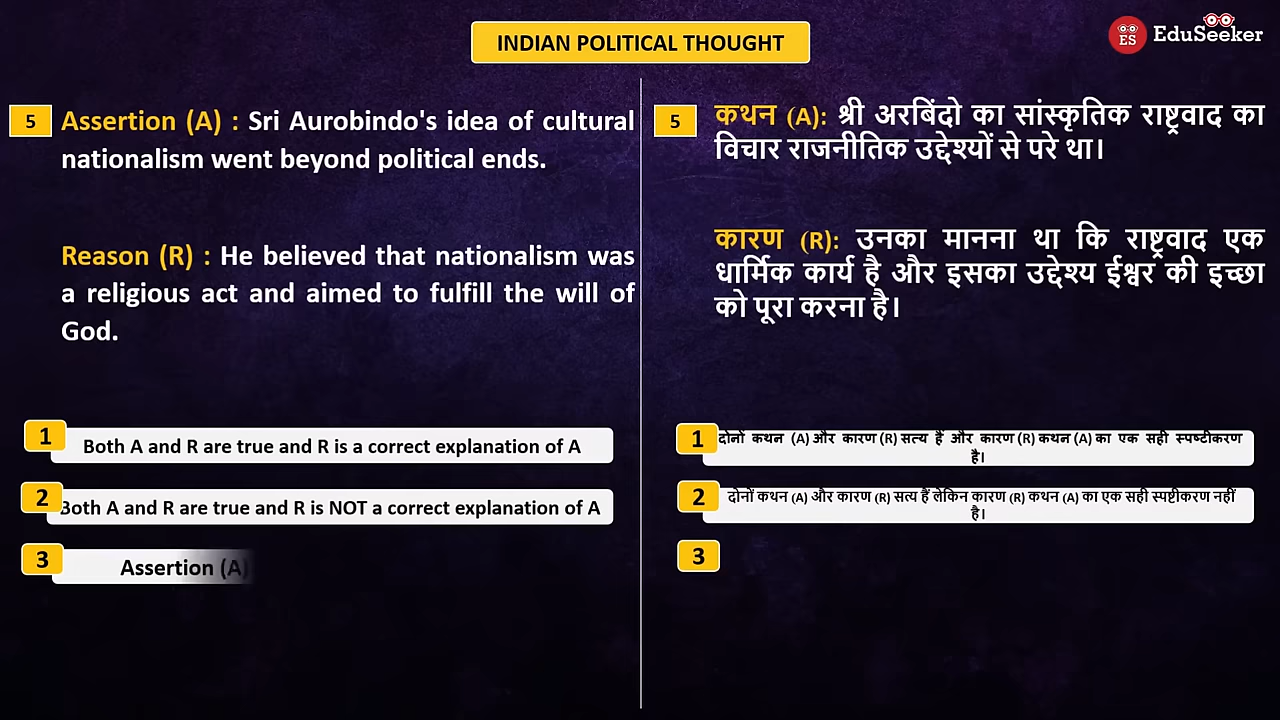 INDIAN POLITICAL THOUGHT
ES EduSeeker
5 Assertion (A) : Sri Aurobindo's idea of cultural
nationalism went beyond political ends.
Reason (R) : He believed that nationalism was
a religious act and aimed to fulfill the will of
God.
1 Both A and R are true and R is a correct explanation of A
2 Both A and R are true and R is NOT a correct explanation of A
3 Assertion (A)
5 कथन (A): श्री अरबिंदो का सांस्कृतिक राष्ट्रवाद का
विचार राजनीतिक उद्देश्यों से परे था।
कारण (R): उनका मानना था कि राष्ट्रवाद एक
धार्मिक कार्य है और इसका उद्देश्य ईश्वर की इच्छा
को पूरा करना है।
1 दोनों कथन (A) और कारण (R) सत्य हैं और कारण (R) कथन (A) का एक सही स्पष्टीकरण
है।
2 दोनों कथन (A) और कारण (R) सत्य हैं लेकिन कारण (R) कथन (A) का एक सही स्पष्टीकरण नहीं
है।
3